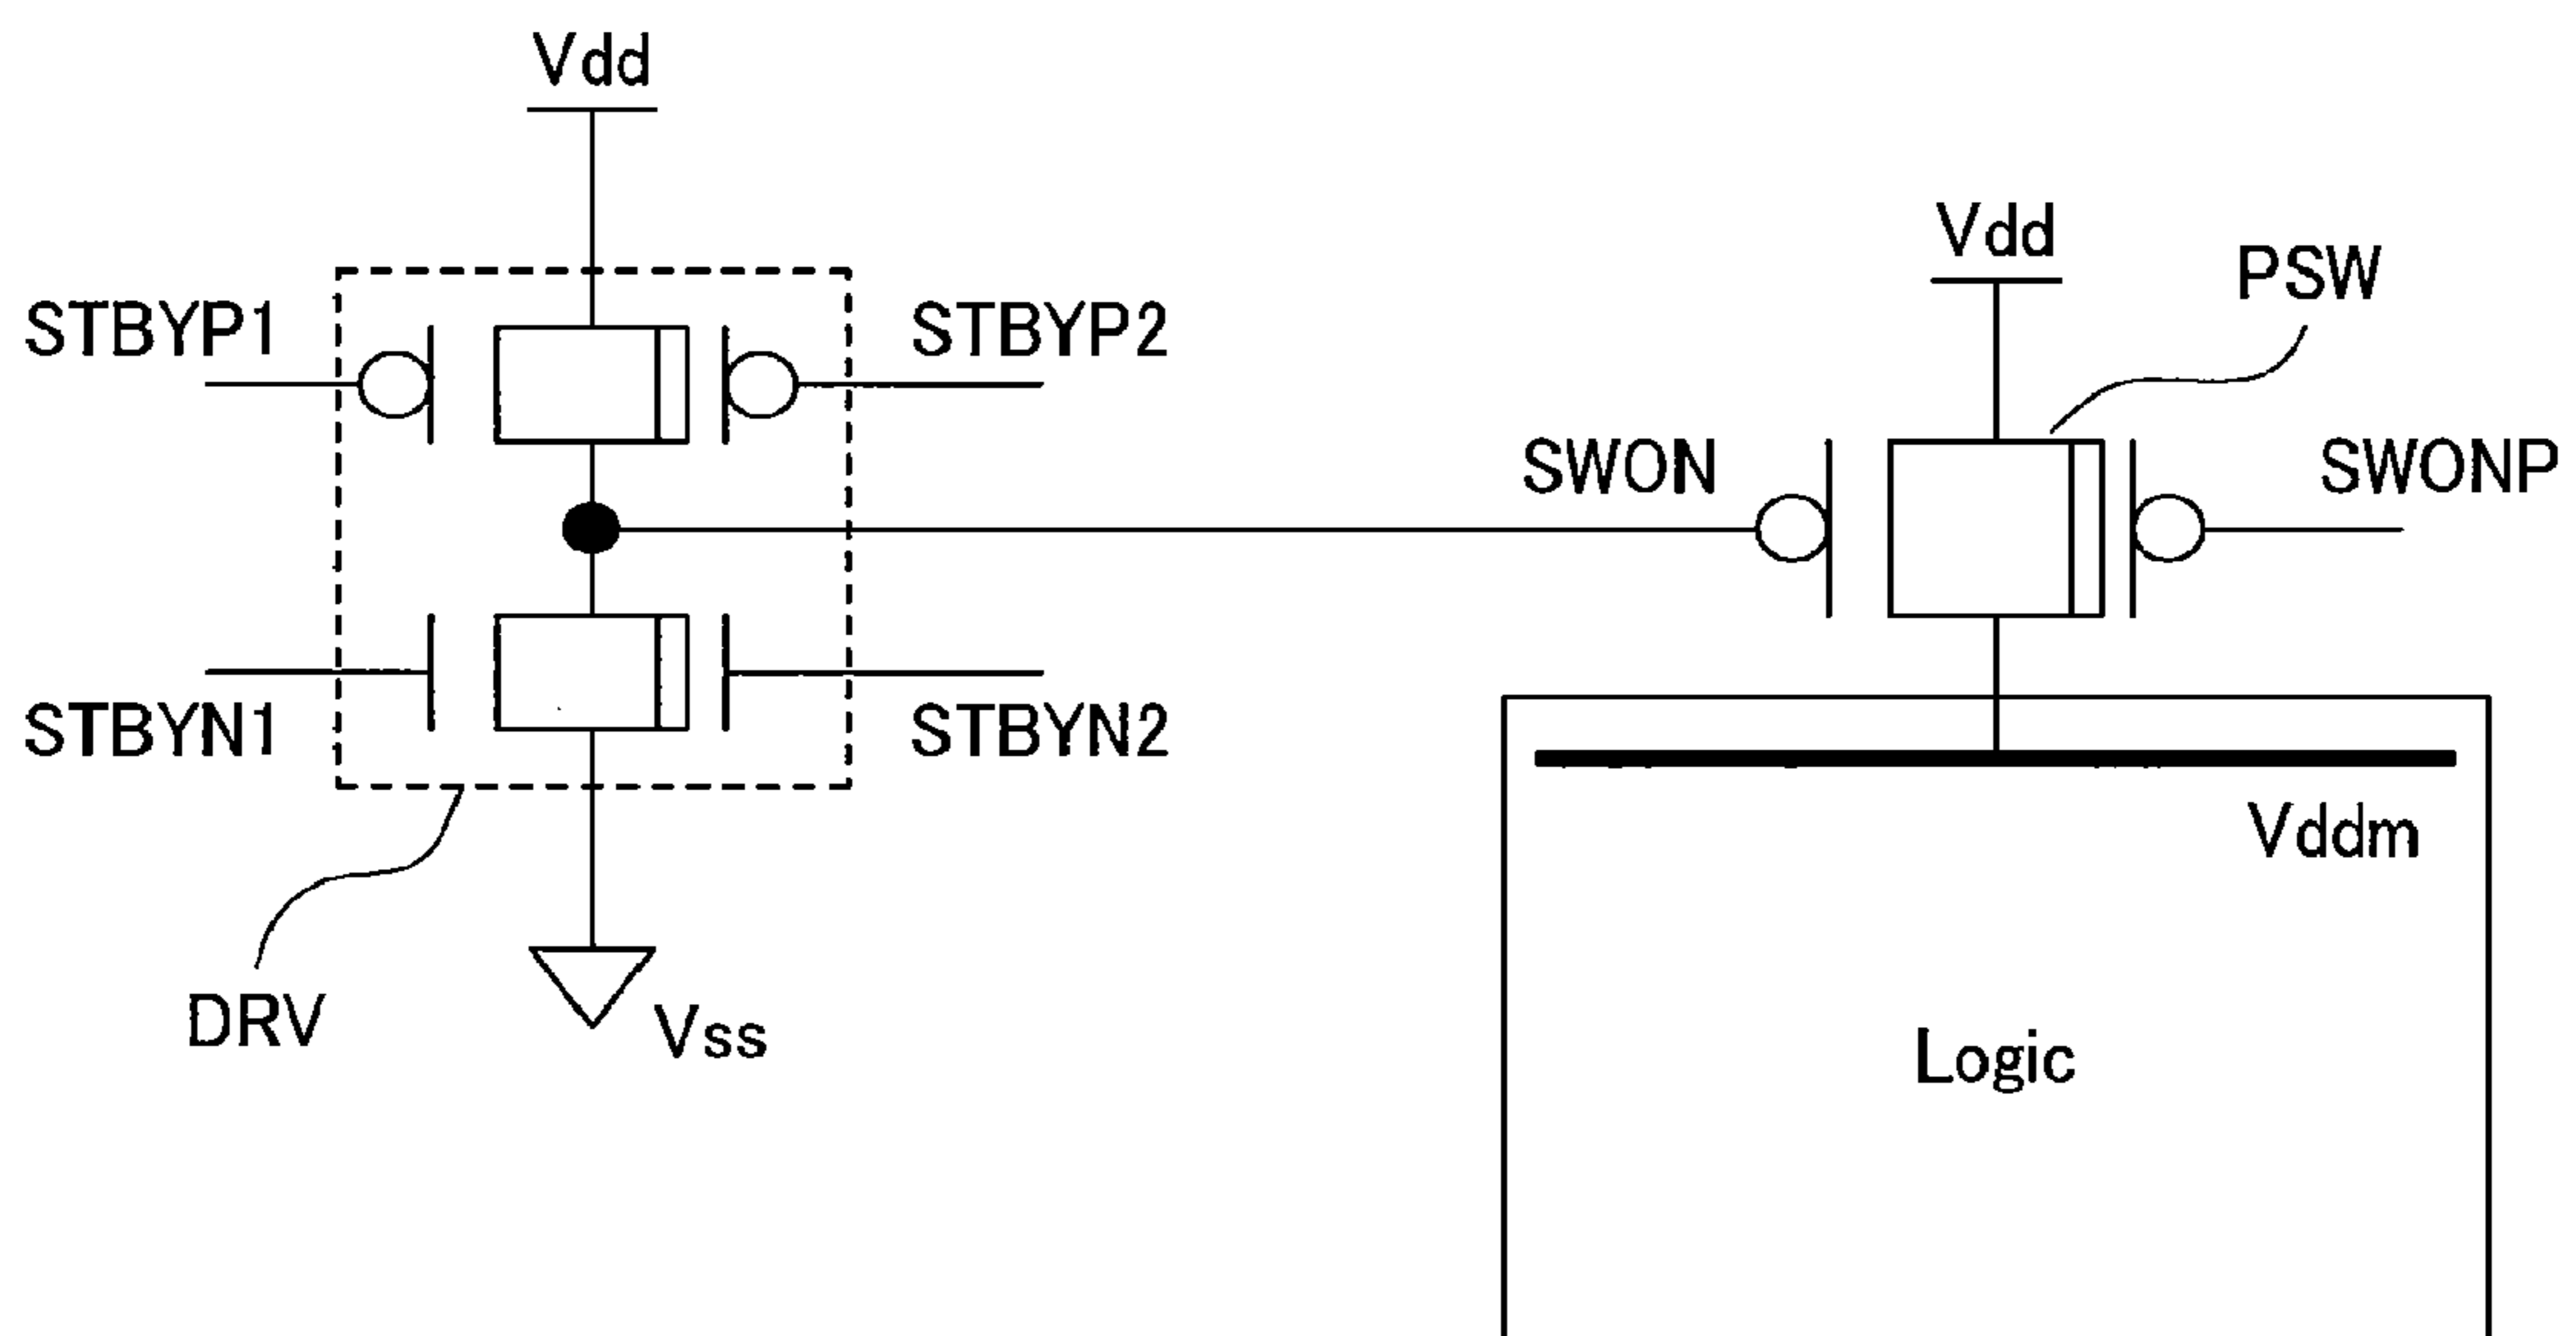 Vdd
Vdd
PSW
STBYP1
STBYP2
SWON
SWONP
STBYN1
STBYN2
Vddm
DRV
Vss
Logic